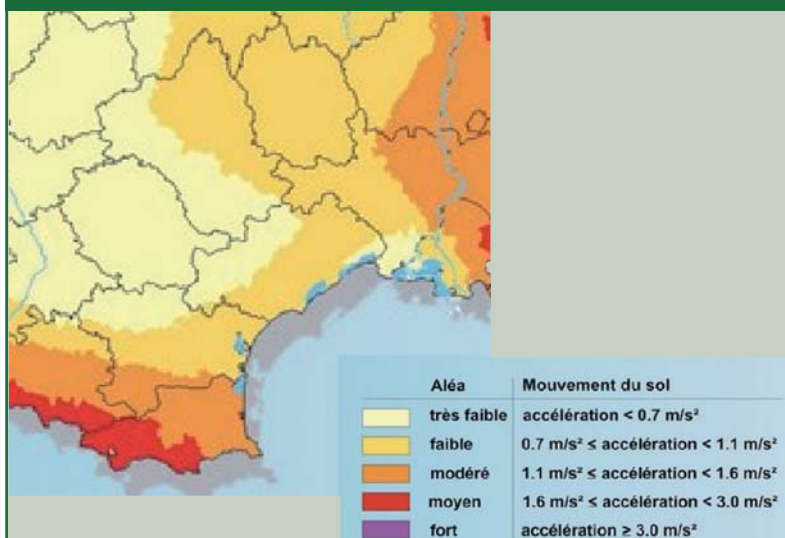 Aléa Mouvement du sol
très faible accélération < 0.7 m/s²
faible 0.7 m/s² ≤ accélération < 1.1 m/s²
modéré 1.1 m/s² ≤ accélération < 1.6 m/s²
moyen 1.6 m/s² ≤ accélération < 3.0 m/s²
fort accélération ≥ 3.0 m/s²